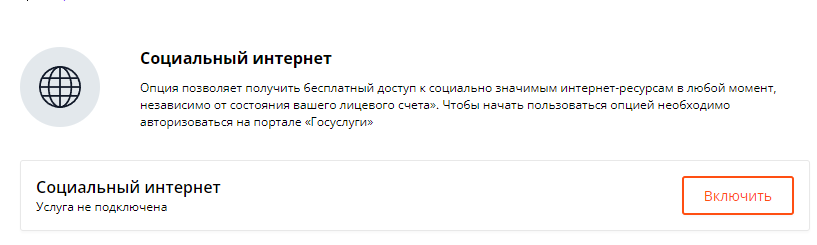 Социальный интернет
Опция позволяет получить бесплатный доступ к социально значимым интернет-ресурсам в любой момент,
независимо от состояния вашего лицевого счета». Чтобы начать пользоваться опцией необходимо
авторизоваться на портале «Госуслуги»
Социальный интернет
Услуга не подключена
Включить